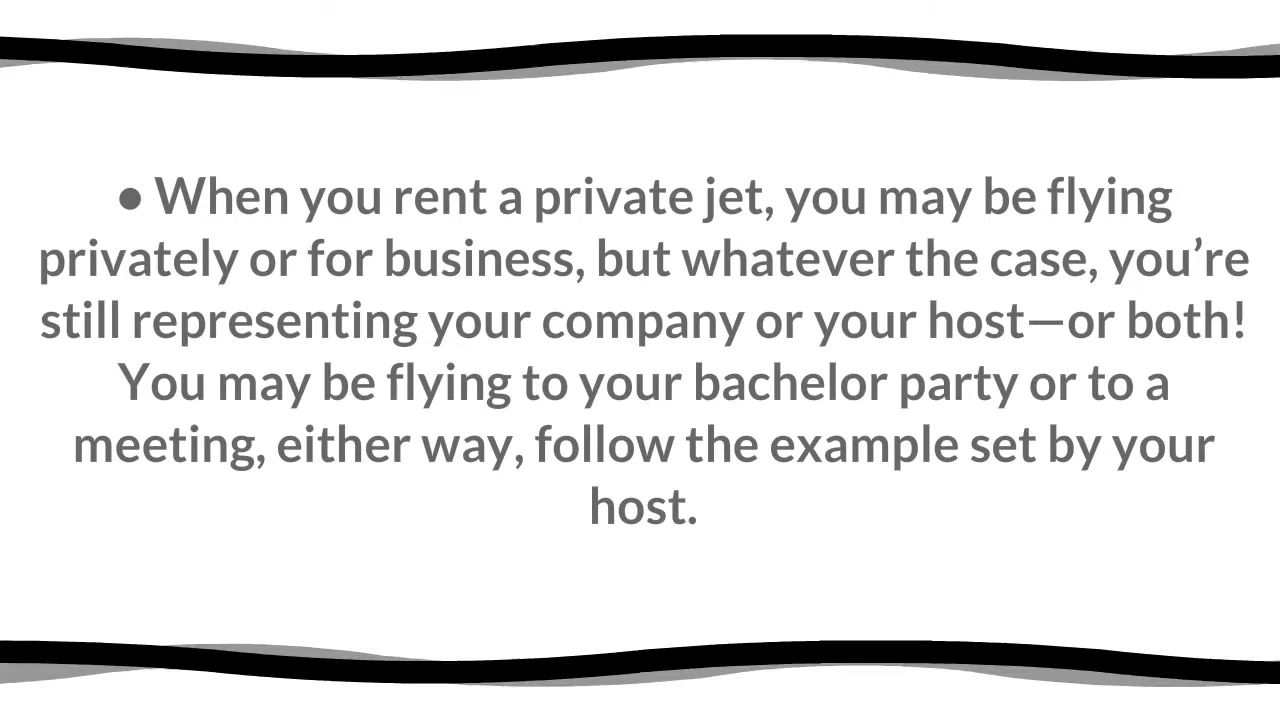 • When you rent a private jet, you may be flying
privately or for business, but whatever the case, you’re
still representing your company or your host—or both!
You may be flying to your bachelor party or to a
meeting, either way, follow the example set by your
host.